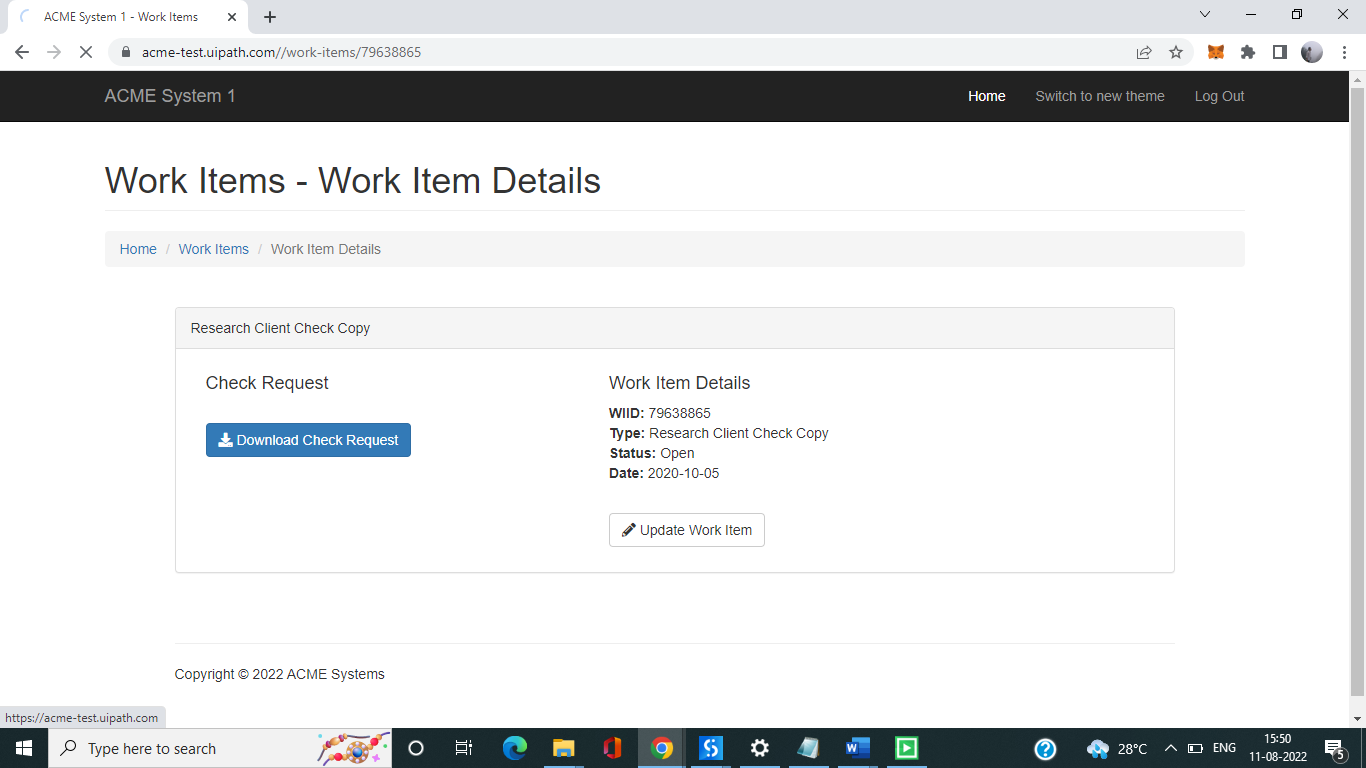 ACME System 1 - Work Items
acme-test.uipath.com//work-items/79638865
ACME System 1
Home Switch to new theme Log Out
Work Items - Work Item Details
Home / Work Items / Work Item Details
Research Client Check Copy
Check Request
Download Check Request
Work Item Details
WIID: 79638865
Type: Research Client Check Copy
Status: Open
Date: 2020-10-05
Update Work Item
Copyright © 2022 ACME Systems
https://acme-test.uipath.com
Type here to search
28°C
ENG
15:50
11-08-2022
5